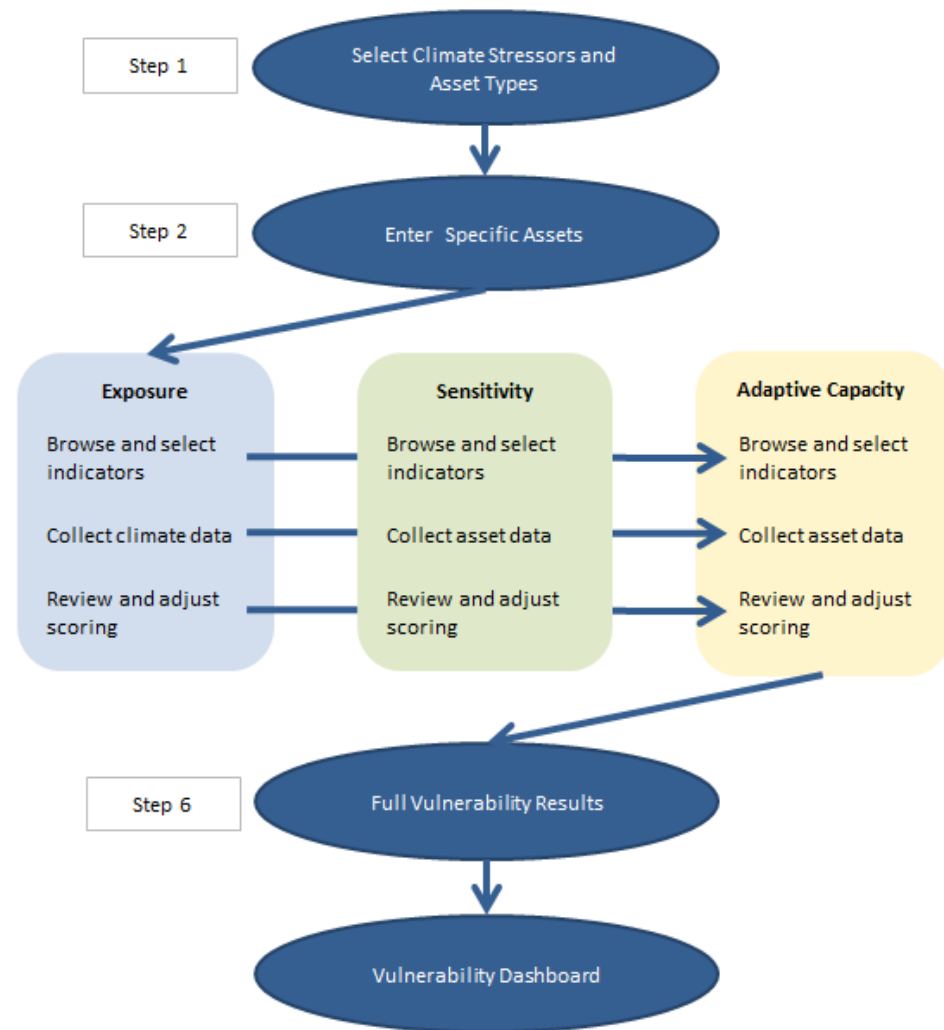 Step 1
Select Climate Stressors and
Asset Types
Step 2
Enter Specific Assets
Exposure
Browse and select
indicators
Collect climate data
Review and adjust
scoring
Sensitivity
Browse and select
indicators
Collect asset data
Review and adjust
scoring
Adaptive Capacity
Browse and select
indicators
Collect asset data
Review and adjust
scoring
Step 6
Full Vulnerability Results
Vulnerability Dashboard